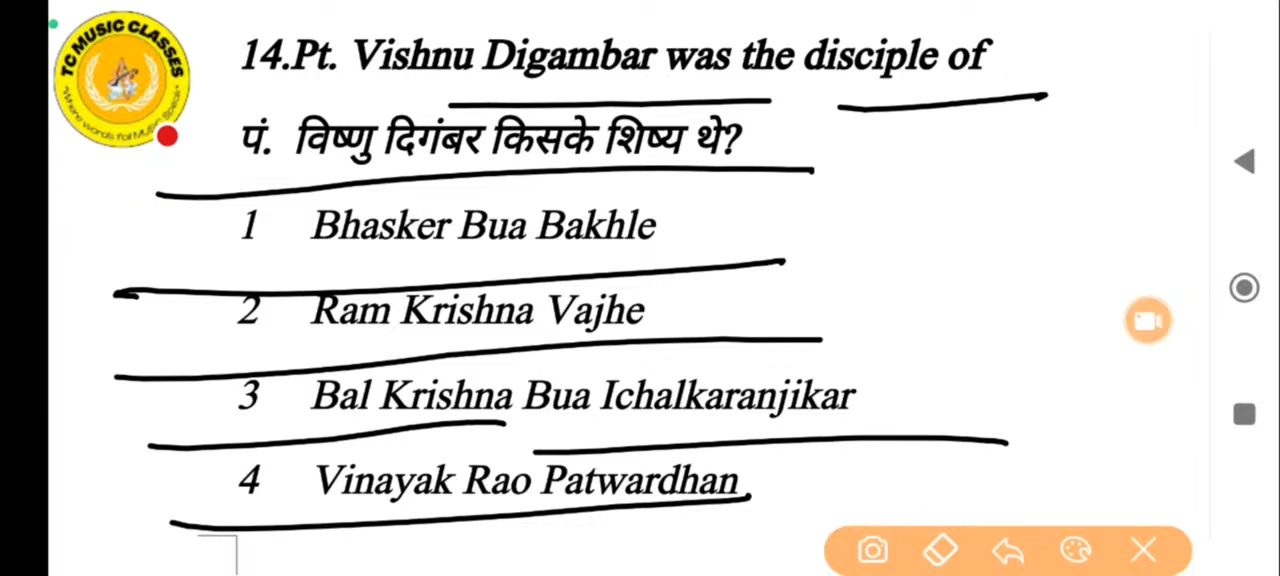 TC MUSIC CLASSES
14.Pt. Vishnu Digambar was the disciple of
पं. विष्णु दिगंबर किसके शिष्य थे?
1 Bhasker Bua Bakhle
2 Ram Krishna Vajhe
3 Bal Krishna Bua Ichalkaranjikar
4 Vinayak Rao Patwardhan